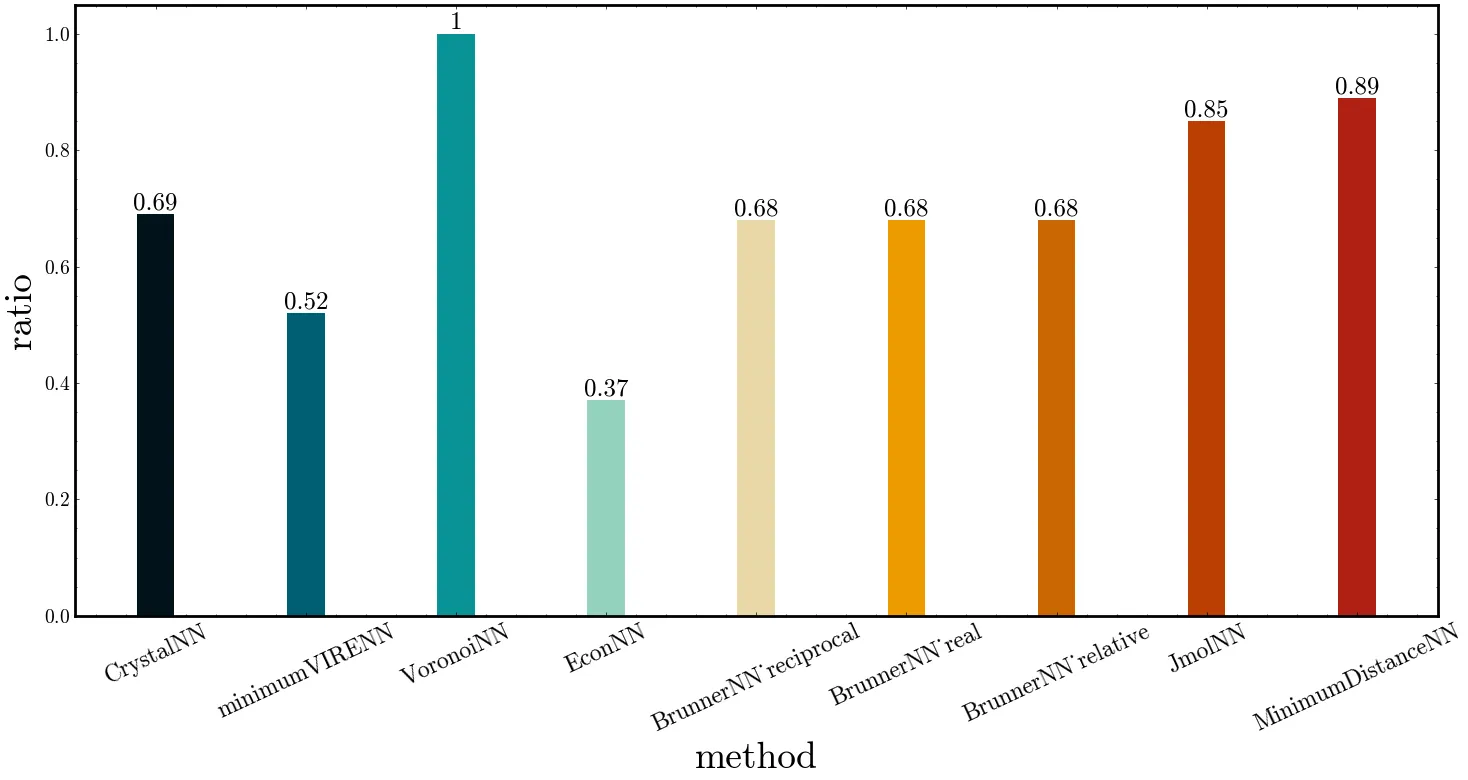 1
1.0
0.89
0.85
0.8
0.69
0.68
0.68
0.68
0.6
0.52
0.4
0.37
0.2
0.0
ratio
CrystalNN
minimumVIRENN
VoronoiNN
EconNN
BrunnerNN˙reciprocal
BrunnerNN˙real
BrunnerNN˙relative
JmolNN
MinimumDistanceNN
method